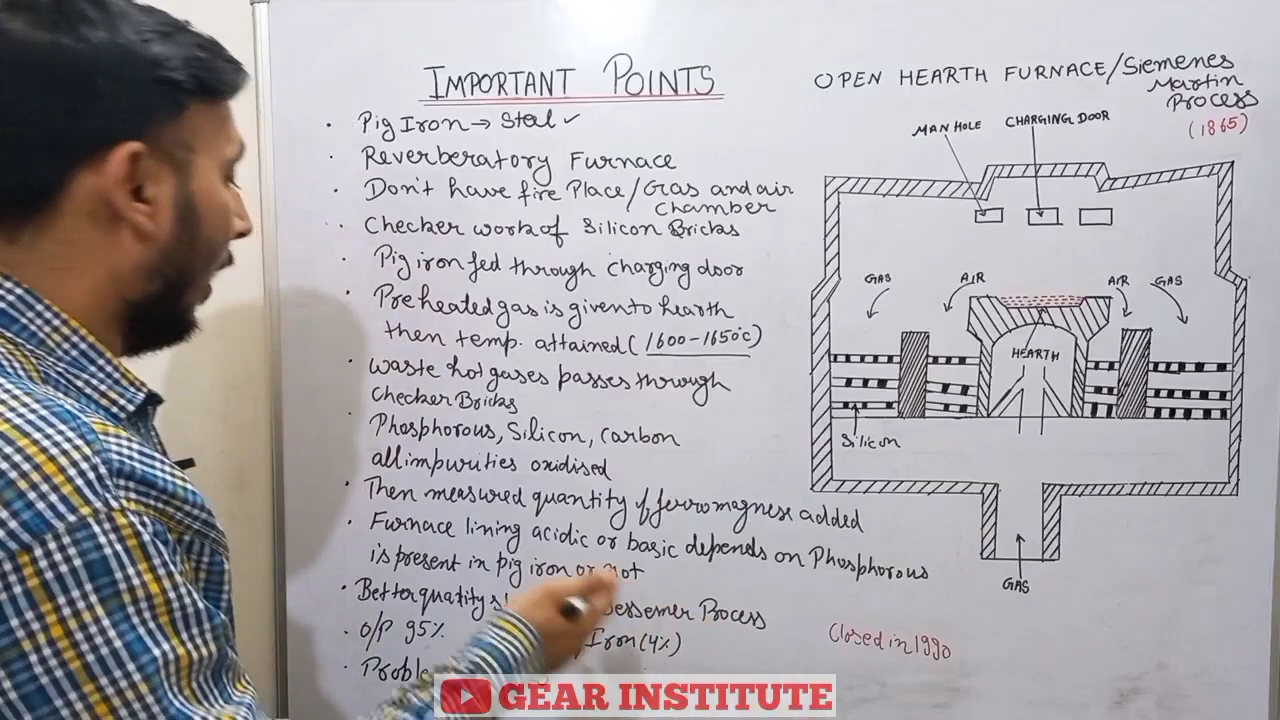 IMPORTANT POINTS
• Pig Iron → Steel ✓
• Reverberatory Furnace
• Don't have fire Place/Gas and air
chamber
• Checker work of Silicon Bricks
• Pig iron fed through charging door
• Preheated gas is given to hearth
then temp. attained (1600-1650°c)
• waste hot gases passes through
checker Bricks
• Phosphorous, Silicon, carbon
all impurities oxidised
• Then measured quantity of ferromagnese added
• Furnace lining acidic or basic depends on Phosphorous
is present in pig iron or not
• Better quality Bessemer Process
• O/P 95% Iron (4%)
•
OPEN HEARTH FURNACE/Siemenes
Martin
Process
(1865)
MAN HOLE
CHARGING DOOR
GAS
AIR
AIR
GAS
HEARTH
Silicon
GAS
Closed in 1990
GEAR INSTITUTE